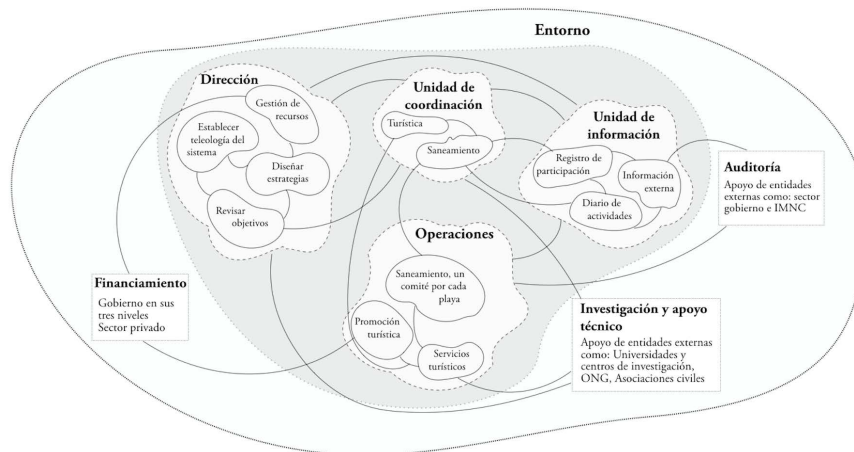 Entorno
Dirección
Gestión de
recursos
Establecer
teleología del
sistema
Diseñar
estrategias
Revisar
objetivos
Unidad de
coordinación
Turística
Saneamiento
Unidad de
información
Registro de
participación
Información
externa
Diario de
actividades
Auditoría
Apoyo de entidades
externas como: sector
gobierno e IMNC
Operaciones
Saneamiento, un
comité por cada
playa
Promoción
turística
Servicios
turísticos
Financiamiento
Gobierno en sus
tres niveles
Sector privado
Investigación y apoyo
técnico
Apoyo de entidades externas
como: Universidades y
centros de investigación,
ONG, Asociaciones civiles